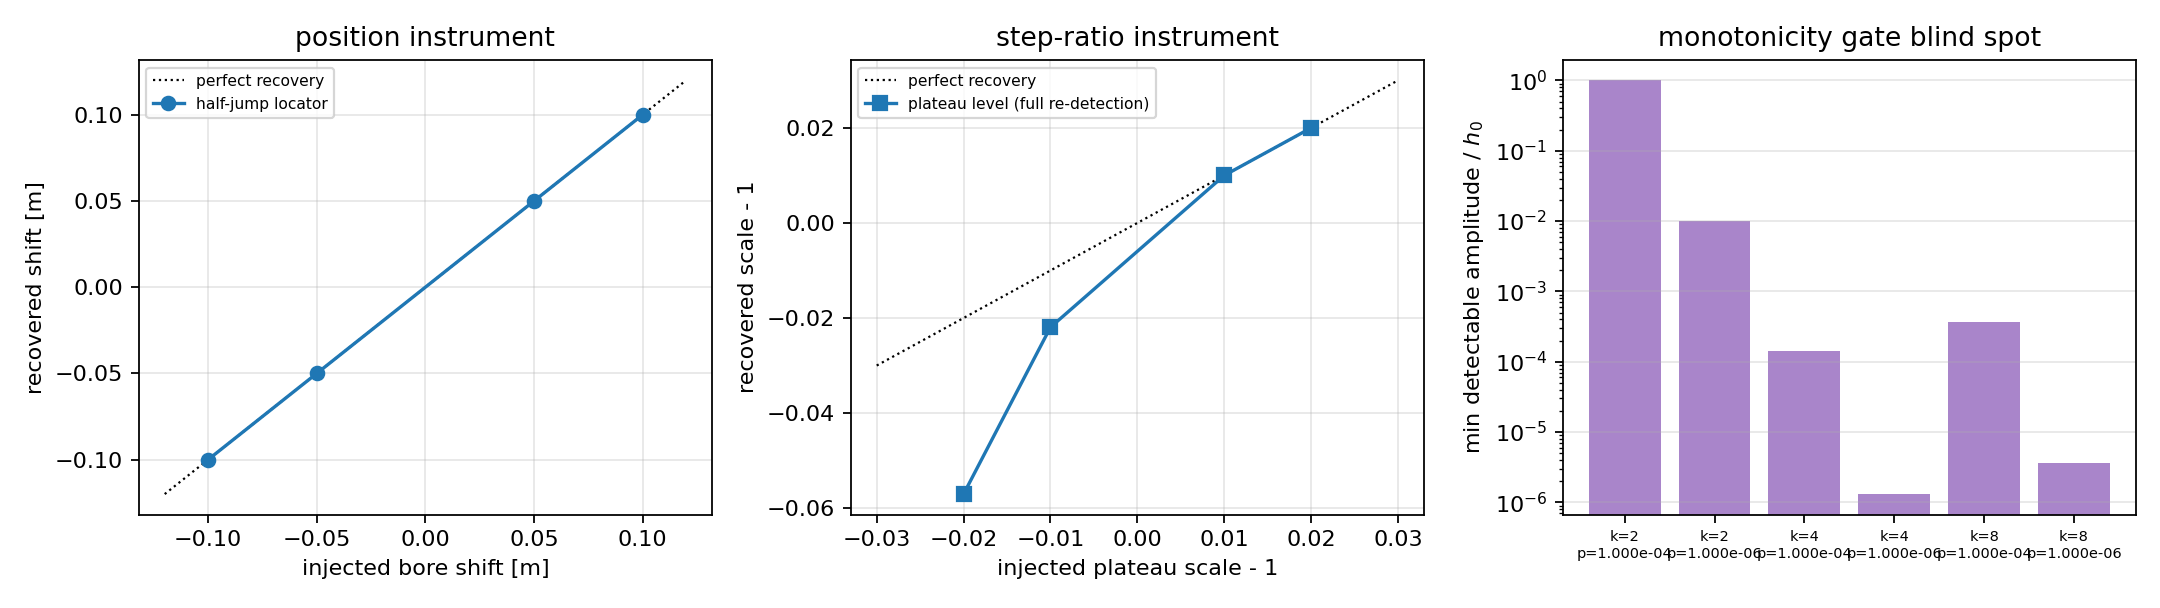 position instrument
perfect recovery
half-jump locator
recovered shift [m]
0.10
0.05
0.00
−0.05
−0.10
−0.10 −0.05 0.00 0.05 0.10
injected bore shift [m]
step-ratio instrument
perfect recovery
plateau level (full re-detection)
recovered scale - 1
0.02
0.00
−0.02
−0.04
−0.06
−0.03 −0.02 −0.01 0.00 0.01 0.02 0.03
injected plateau scale - 1
monotonicity gate blind spot
min detectable amplitude / h₀
10⁰
10⁻¹
10⁻²
10⁻³
10⁻⁴
10⁻⁵
10⁻⁶
k=2 k=2 k=4 k=4 k=8 k=8
p=1.000e-04 p=1.000e-06 p=1.000e-04 p=1.000e-06 p=1.000e-04 p=1.000e-06